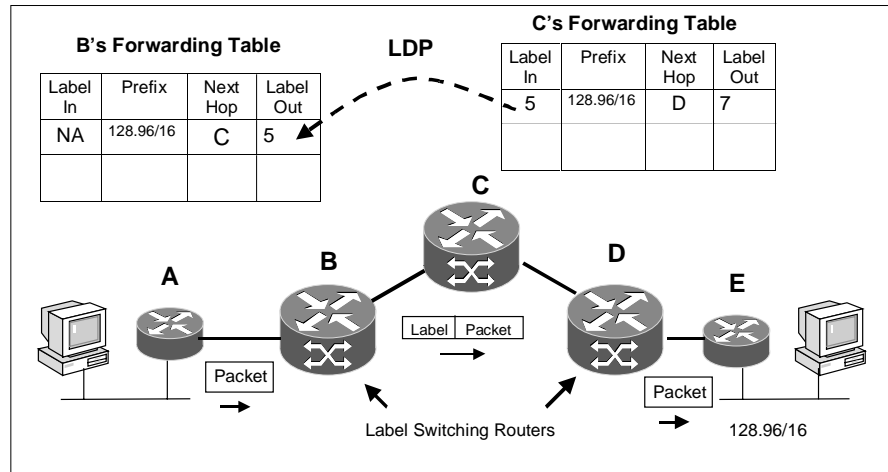 B's Forwarding Table
Label In Prefix Next Hop Label Out
NA 128.96/16 C 5
LDP
C's Forwarding Table
Label In Prefix Next Hop Label Out
5 128.96/16 D 7
C
A
B
D
E
Label Packet
Packet
Packet
Label Switching Routers
128.96/16